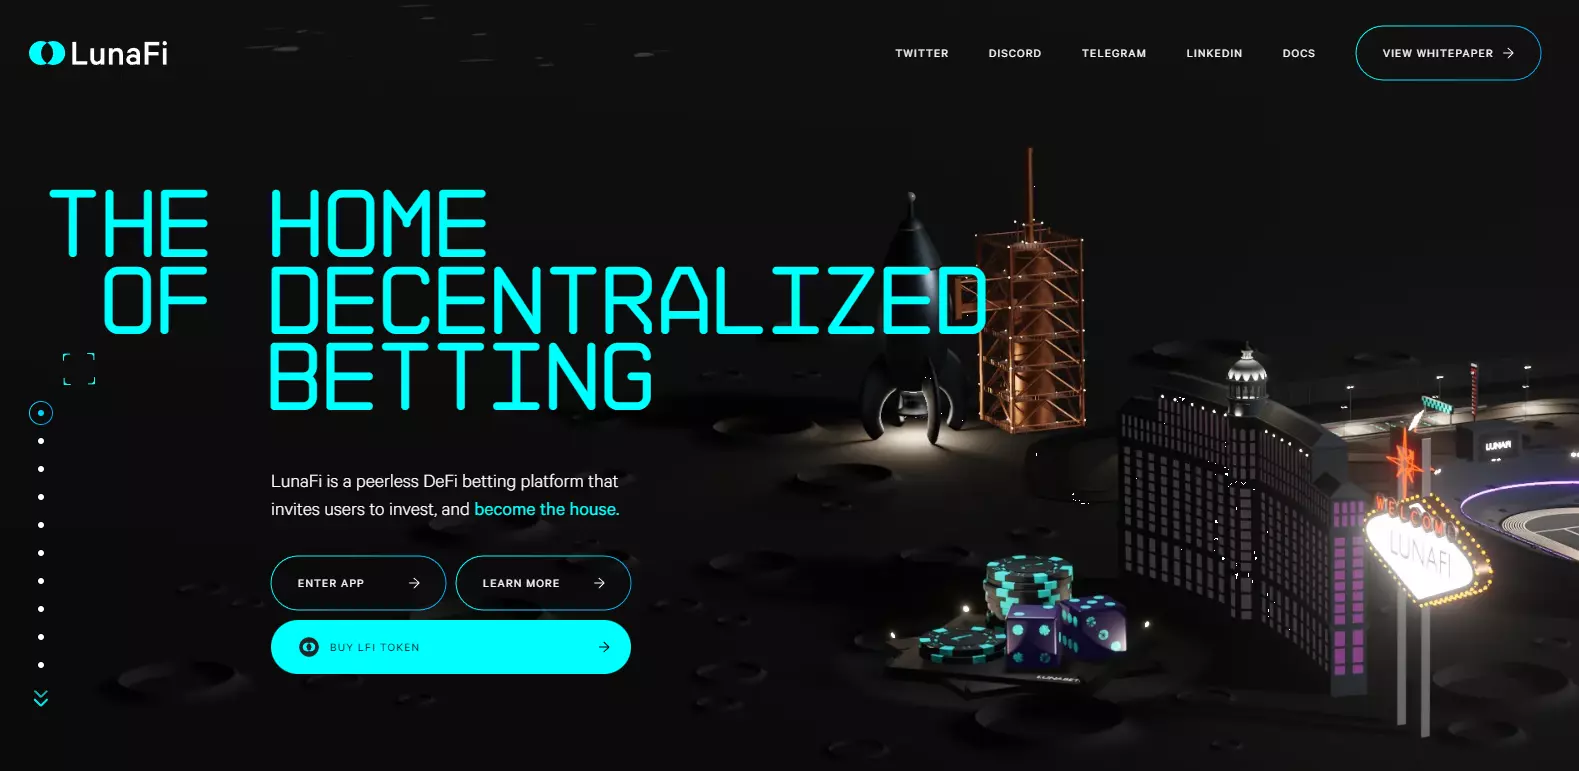 LunaFi
TWITTER
DISCORD
TELEGRAM
LINKEDIN
DOCS
VIEW WHITEPAPER
THE HOME
OF DECENTRALIZED
BETTING
LunaFi is a peerless DeFi betting platform that
invites users to invest, and become the house.
ENTER APP
LEARN MORE
BUY LFI TOKEN
LUNAFI
WELCOME
LUNAFI
LUNABET